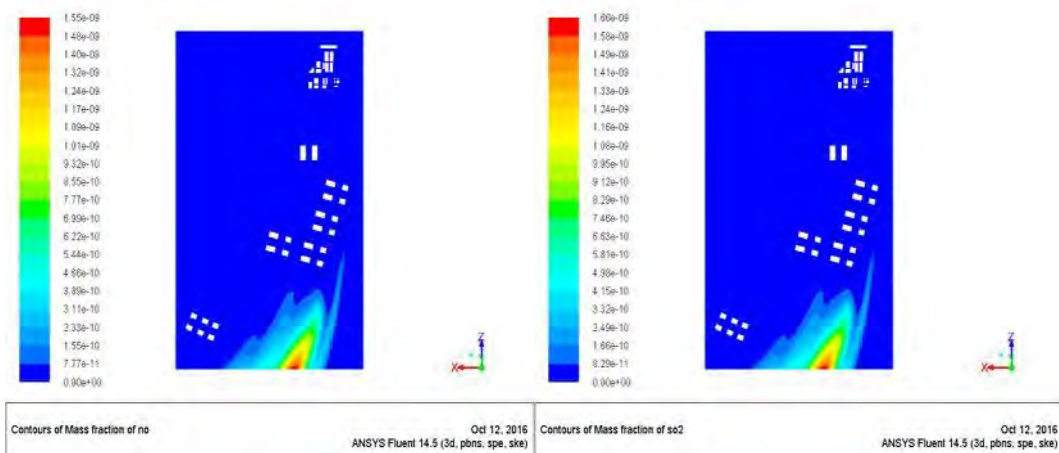 1.55e-09
1.48e-09
1.40e-09
1.32e-09
1.24e-09
1.17e-09
1.09e-09
1.01e-09
9.32e-10
8.55e-10
7.77e-10
6.99e-10
6.22e-10
5.44e-10
4.66e-10
3.89e-10
3.11e-10
2.33e-10
1.55e-10
7.77e-11
0.00e+00
Z
X
Contours of Mass fraction of no
Oct 12, 2016
ANSYS Fluent 14.5 (3d, pbns, spe, ske)
1.66e-09
1.58e-09
1.49e-09
1.41e-09
1.33e-09
1.24e-09
1.16e-09
1.08e-09
9.95e-10
9.12e-10
8.29e-10
7.46e-10
6.63e-10
5.81e-10
4.98e-10
4.15e-10
3.32e-10
2.49e-10
1.66e-10
8.29e-11
0.00e+00
Z
X
Contours of Mass fraction of so2
Oct 12, 2016
ANSYS Fluent 14.5 (3d, pbns, spe, ske)